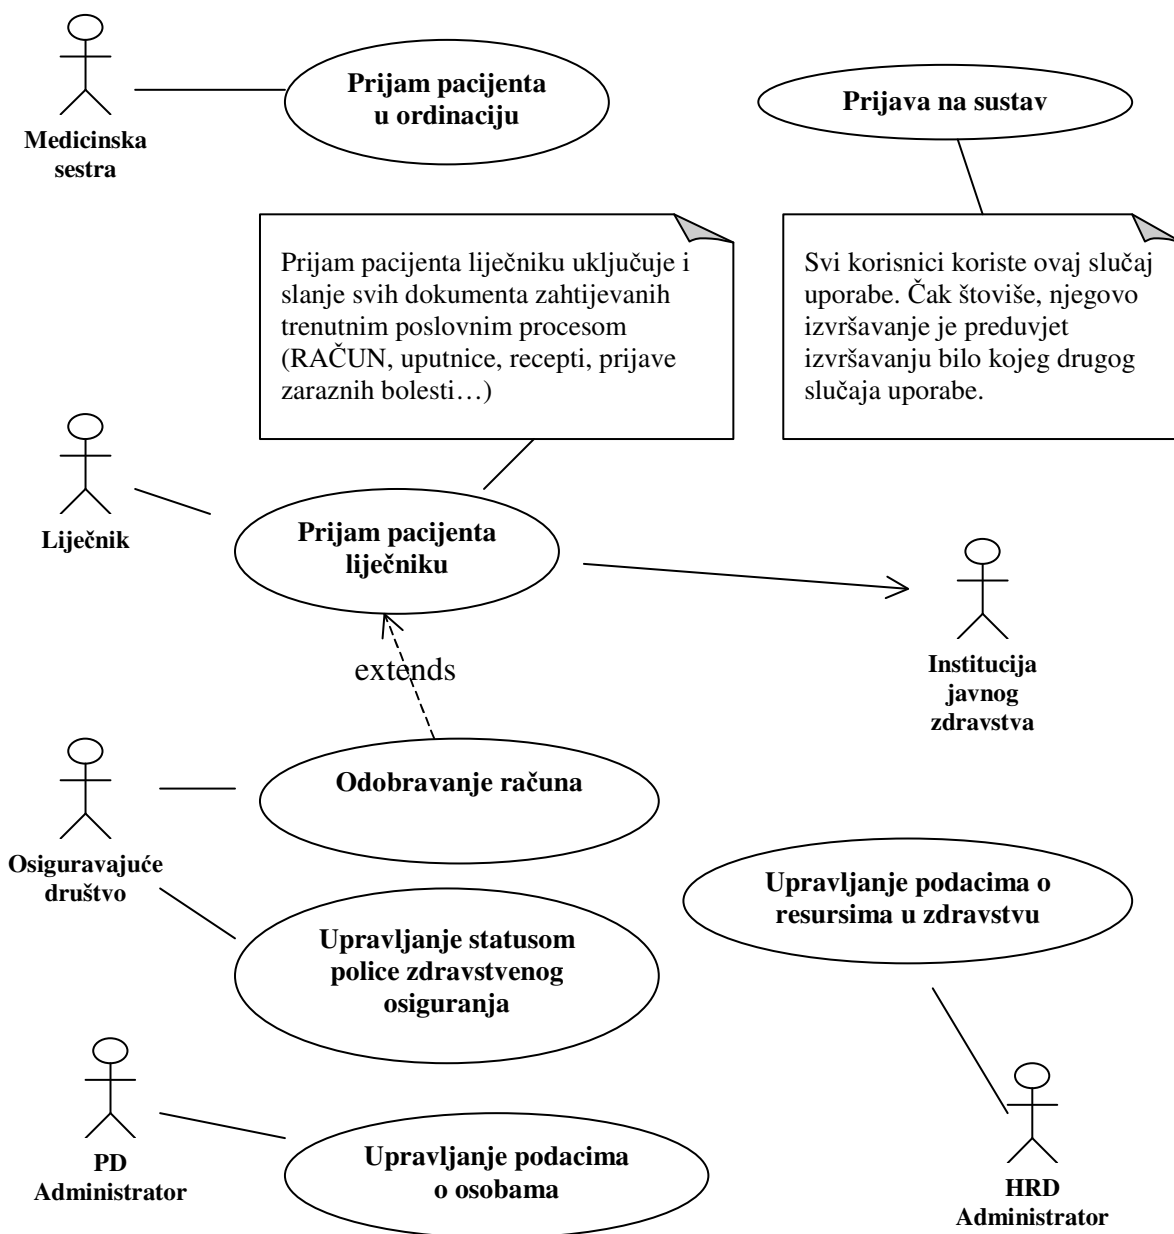 Medicinska
sestra
Prijam pacijenta
u ordinaciju
Prijava na sustav
Prijam pacijenta liječniku uključuje i
slanje svih dokumenta zahtijevanih
trenutnim poslovnim procesom
(RAČUN, uputnice, recepti, prijave
zaraznih bolesti…)
Svi korisnici koriste ovaj slučaj
uporabe. Čak štoviše, njegovo
izvršavanje je preduvjet
izvršavanju bilo kojeg drugog
slučaja uporabe.
Liječnik
Prijam pacijenta
liječniku
Institucija
javnog
zdravstva
extends
Osiguravajuće
društvo
Odobravanje računa
Upravljanje podacima o
resursima u zdravstvu
Upravljanje statusom
police zdravstvenog
osiguranja
PD
Administrator
Upravljanje podacima
o osobama
HRD
Administrator